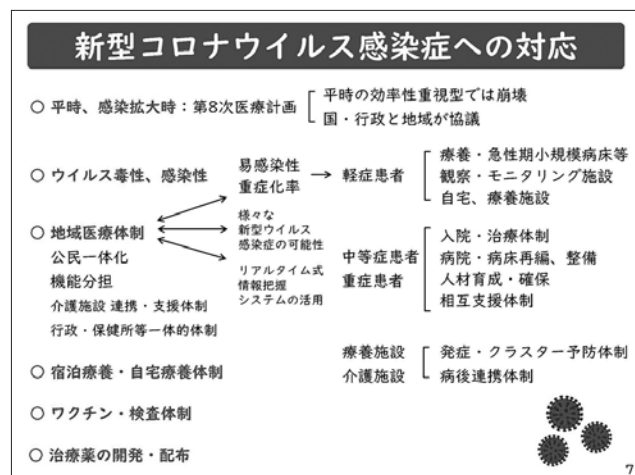 新型コロナウイルス感染症への対応
○ 平時、感染拡大時：第8次医療計画
平時の効率性重視型では崩壊
国・行政と地域が協議
○ ウイルス毒性、感染性
易感染性
重症化率
→ 軽症患者
療養・急性期小規模病床等
観察・モニタリング施設
自宅、療養施設
○ 地域医療体制
公民一体化
機能分担
介護施設 連携・支援体制
行政・保健所等一体的体制
様々な
新型ウイルス
感染症の可能性
リアルタイム式
情報把握
システムの活用
中等症患者
重症患者
入院・治療体制
病院・病床再編、整備
人材育成・確保
相互支援体制
○ 宿泊療養・自宅療養体制
療養施設
介護施設
発症・クラスター予防体制
病後連携体制
○ ワクチン・検査体制
○ 治療薬の開発・配布
7